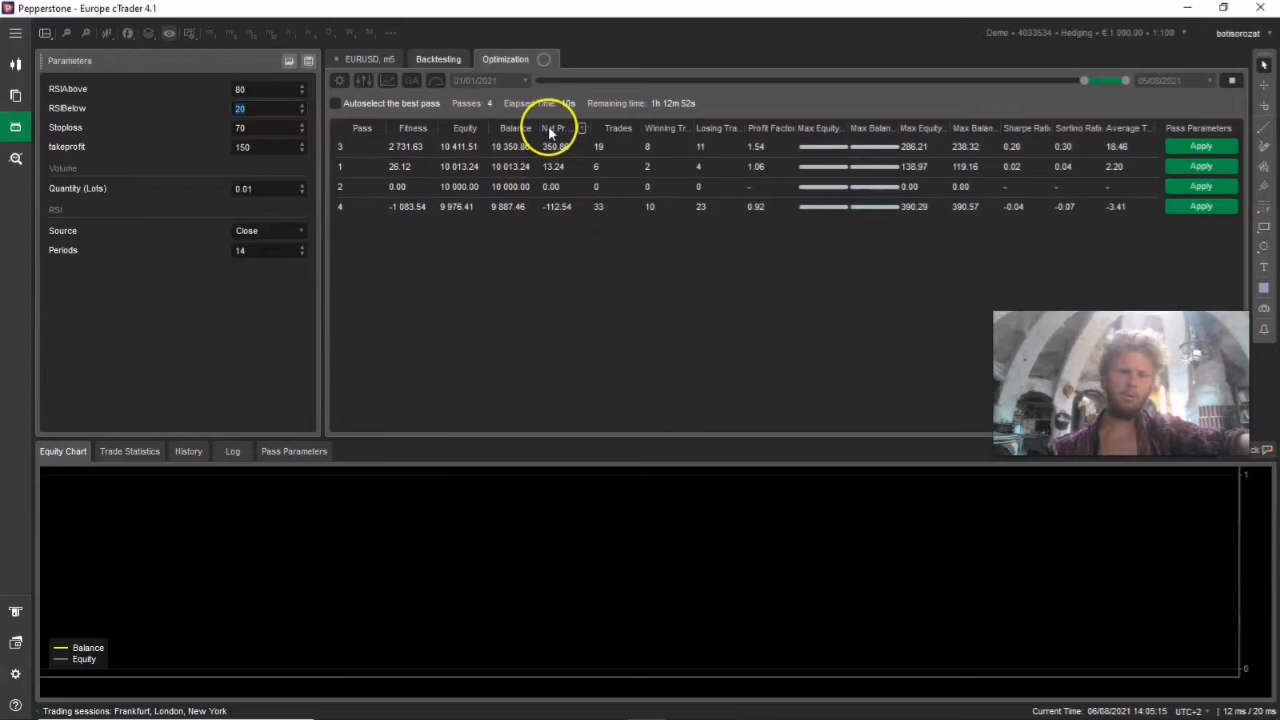 Pepperstone - Europe cTrader 4.1
Demo • 4033534 • Hedging • € 1 000.00 • 1:100
botisorozat
Parameters
RSIAbove 80
RSIBelow 20
Stoploss 70
takeprofit 150
Volume
Quantity (Lots) 0.01
RSI
Source Close
Periods 14
EURUSD, m5 Backtesting Optimization
GA 01/01/2021 05/08/2021
Autoselect the best pass Passes: 4 Elapsed Time: 10s Remaining time: 1h 12m 52s
Pass Fitness Equity Balance Net Pr... Trades Winning Tr... Losing Tra... Profit Factor Max Equity... Max Balan... Max Equity... Max Balan... Sharpe Ratio Sortino Ratio Average T... Pass Parameters
3 2 731.63 10 411.51 10 350.86 350.86 19 8 11 1.54 286.21 238.32 0.20 0.30 18.46 Apply
1 26.12 10 013.24 10 013.24 13.24 6 2 4 1.06 138.97 119.16 0.02 0.04 2.20 Apply
2 0.00 10 000.00 10 000.00 0.00 0 0 0 - 0.00 0.00 - - - Apply
4 -1 083.54 9 976.41 9 887.46 -112.54 33 10 23 0.92 390.29 390.57 -0.04 -0.07 -3.41 Apply
Equity Chart Trade Statistics History Log Pass Parameters
1
Balance
Equity
0
Trading sessions: Frankfurt, London, New York
Current Time: 06/08/2021 14:05:15 UTC+2 12 ms / 20 ms